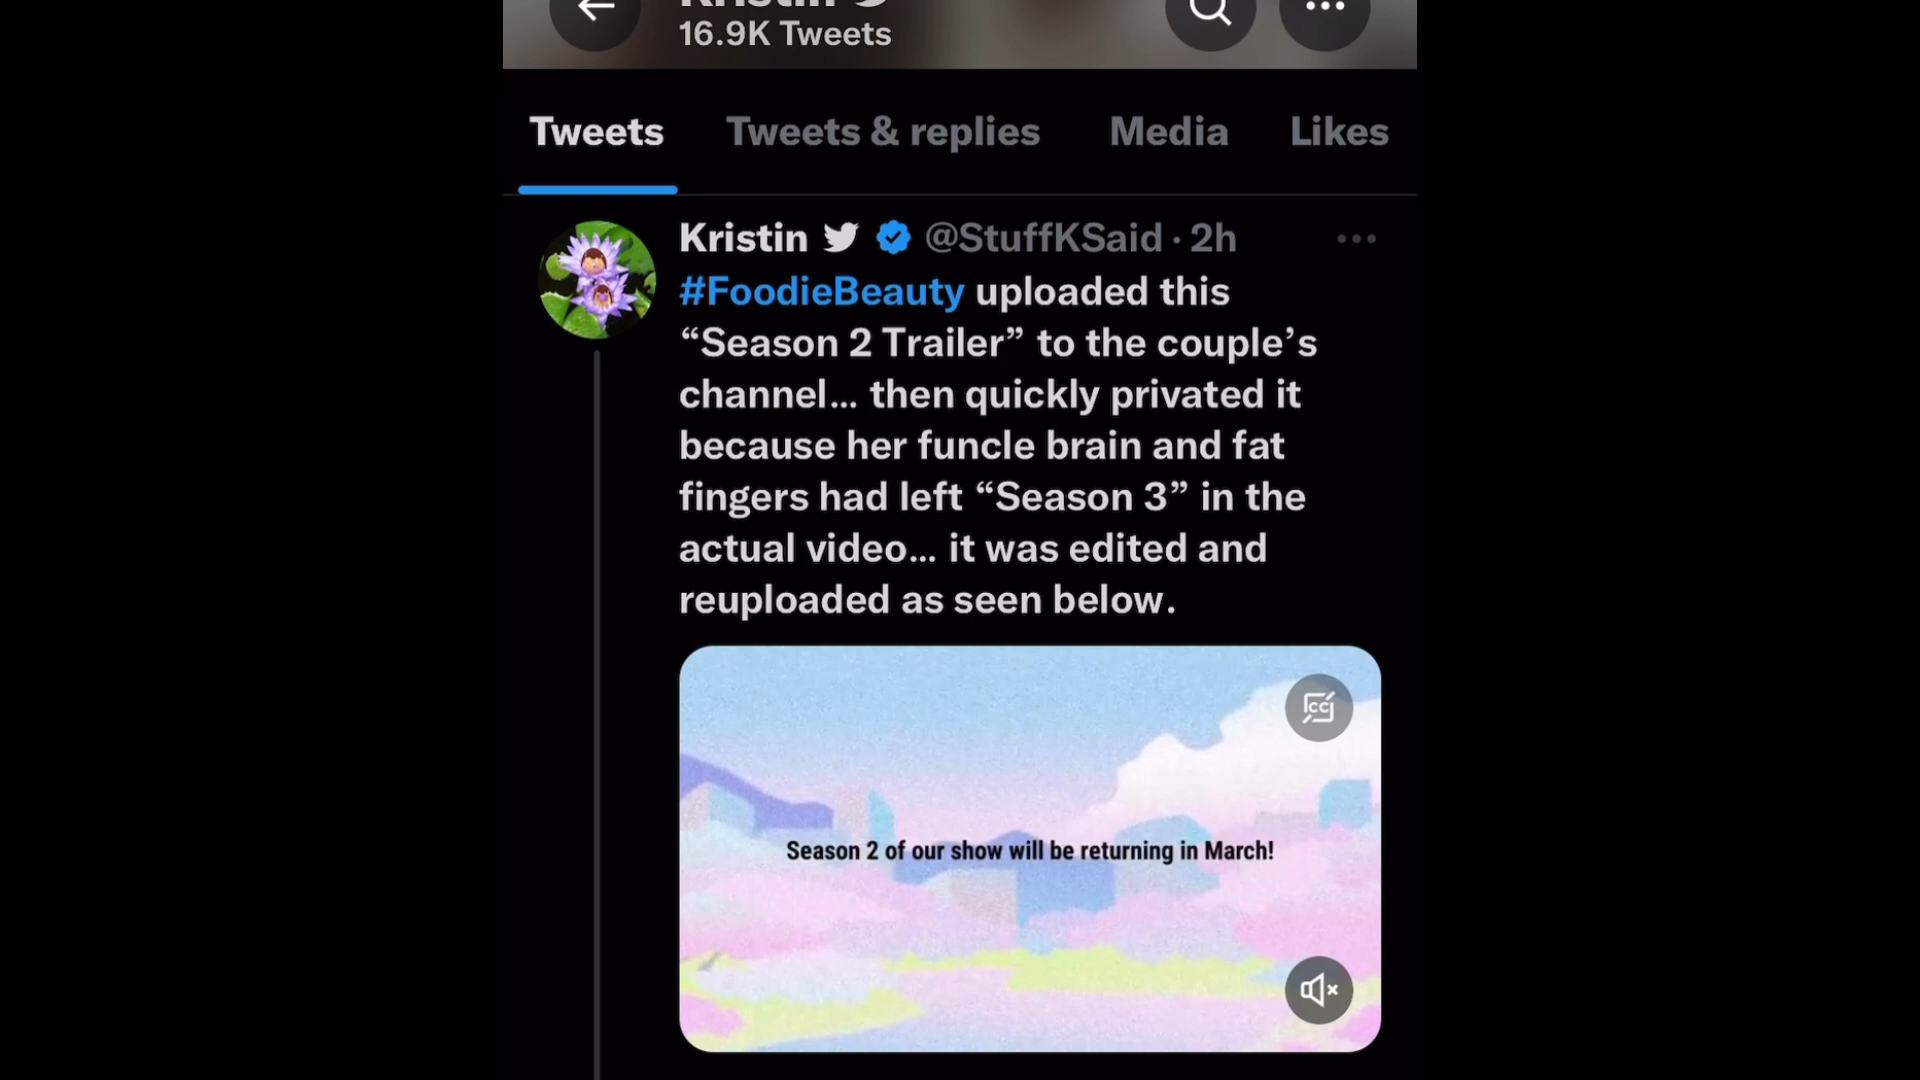 Kristin
16.9K Tweets
Tweets Tweets & replies Media Likes
Kristin @StuffKSaid · 2h
#FoodieBeauty uploaded this
“Season 2 Trailer” to the couple’s
channel... then quickly privated it
because her funcle brain and fat
fingers had left “Season 3” in the
actual video... it was edited and
reuploaded as seen below.
CC
Season 2 of our show will be returning in March!